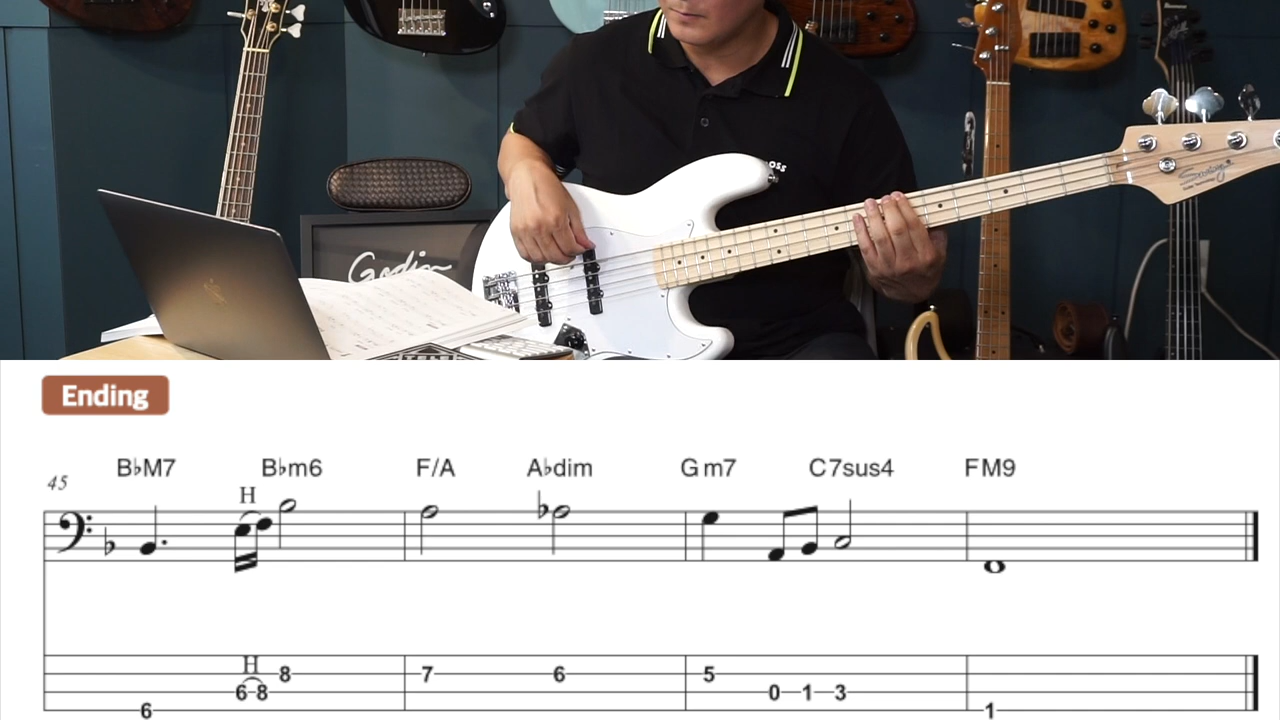 Godin
Ending
B♭M7 B♭m6 F/A A♭dim Gm7 C7sus4 FM9
45
H
H
8 7 6 5
6 8 0 1 3
6 1